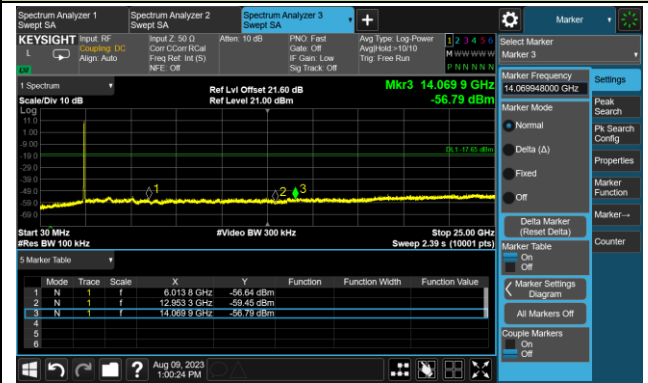 Spectrum Analyzer 1 Spectrum Analyzer 2 Spectrum Analyzer 3 + Marker
Swept SA Swept SA Swept SA
KEYSIGHT Input: RF Input Z: 50 Ω Atten: 10 dB PNO: Fast Avg Type: Log-Power 1 2 3 4 5 6 Select Marker
L Coupling: DC Corr CCorr RCal Gate: Off Avg|Hold:>10/10 M W W W W W Marker 3
Align: Auto Freq Ref: Int (S) IF Gain: Low Trig: Free Run
NFE: Off Sig Track: Off P N N N N N
1 Spectrum Ref Lvl Offset 21.60 dB Mkr3 14.069 9 GHz
Scale/Div 10 dB Ref Level 21.00 dBm -56.79 dBm
Log
11.0
1.00
-9.00
-19.0 DL1 -17.65 dBm
-29.0
-39.0
-49.0 1 2 3
-59.0
-69.0
Start 30 MHz #Video BW 300 kHz Stop 25.00 GHz
#Res BW 100 kHz Sweep 2.39 s (10001 pts)
5 Marker Table
Mode Trace Scale X Y Function Function Width Function Value
1 N 1 f 6.013 8 GHz -56.64 dBm
2 N 1 f 12.953 3 GHz -59.45 dBm
3 N 1 f 14.069 9 GHz -56.79 dBm
4
5
6
Marker Frequency
14.069948000 GHz
Marker Mode
Normal
Delta (Δ)
Fixed
Off
Delta Marker
(Reset Delta)
Marker Table
On
Off
Marker Settings
Diagram
All Markers Off
Couple Markers
On
Off
Settings
Peak
Search
Pk Search
Config
Properties
Marker
Function
Marker→
Counter
? Aug 09, 2023
1:00:24 PM